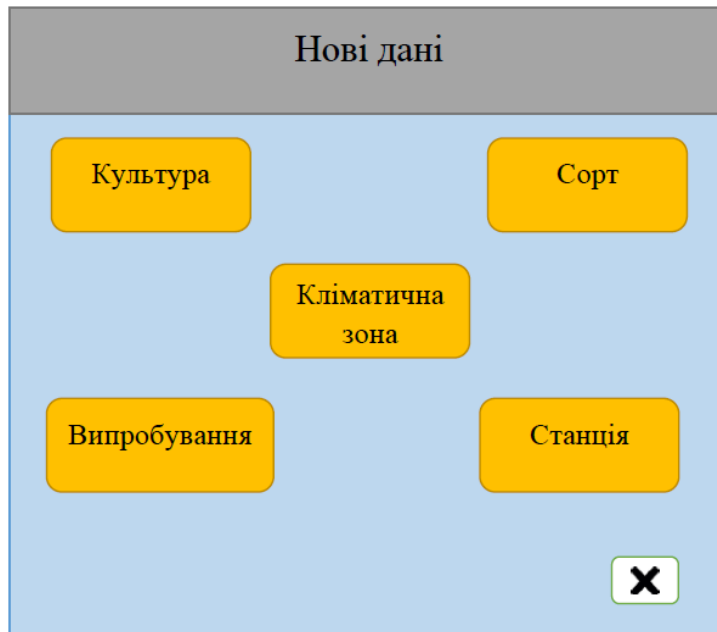 Нові дані
Культура
Сорт
Кліматична
зона
Випробування
Станція